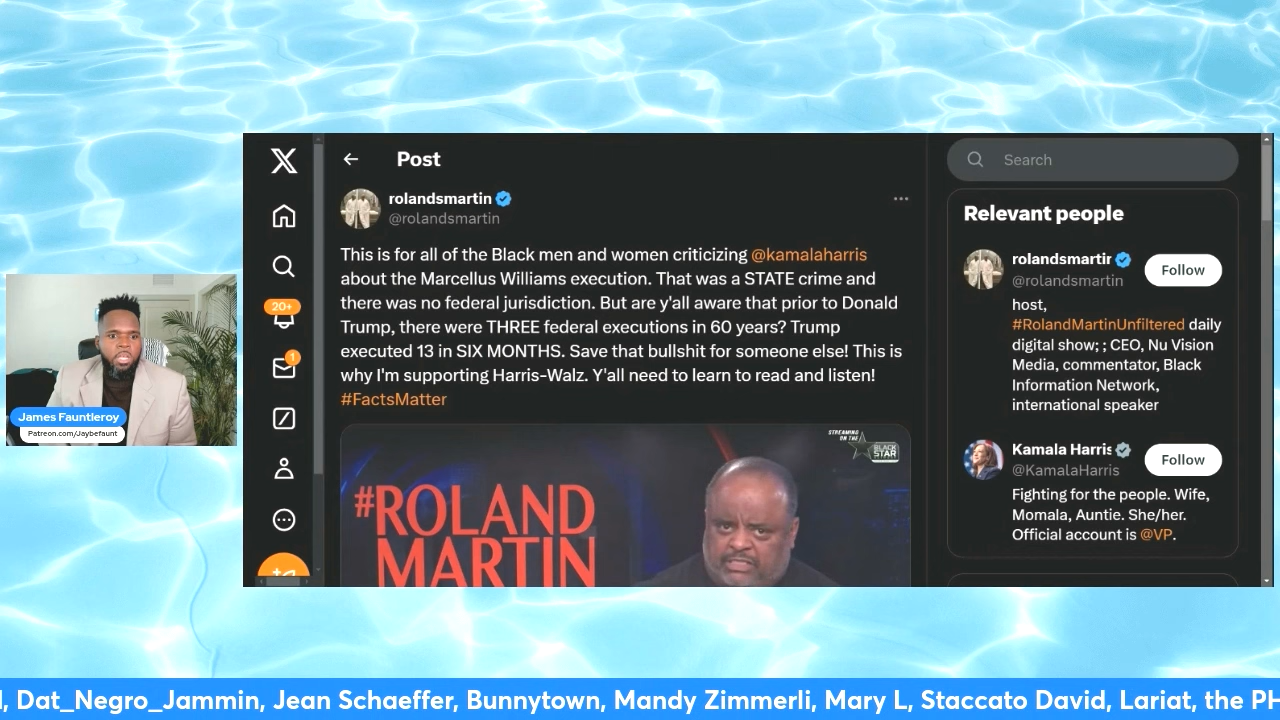 Post
Search
rolandsmartin
@rolandsmartin
This is for all of the Black men and women criticizing @kamalaharris
about the Marcellus Williams execution. That was a STATE crime and
there was no federal jurisdiction. But are y'all aware that prior to Donald
Trump, there were THREE federal executions in 60 years? Trump
executed 13 in SIX MONTHS. Save that bullshit for someone else! This is
why I'm supporting Harris-Walz. Y'all need to learn to read and listen!
#FactsMatter
STREAMING
ON THE
BLACK
STAR
#ROLAND
MARTIN
20+
1
Relevant people
rolandsmartin
@rolandsmartin
Follow
host,
#RolandMartinUnfiltered daily
digital show; ; CEO, Nu Vision
Media, commentator, Black
Information Network,
international speaker
Kamala Harris
@KamalaHarris
Follow
Fighting for the people. Wife,
Momala, Auntie. She/her.
Official account is @VP.
James Fauntleroy
Patreon.com/Jaybefaunt
, Dat_Negro_Jammin, Jean Schaeffer, Bunnytown, Mandy Zimmerli, Mary L, Staccato David, Lariat, the PH